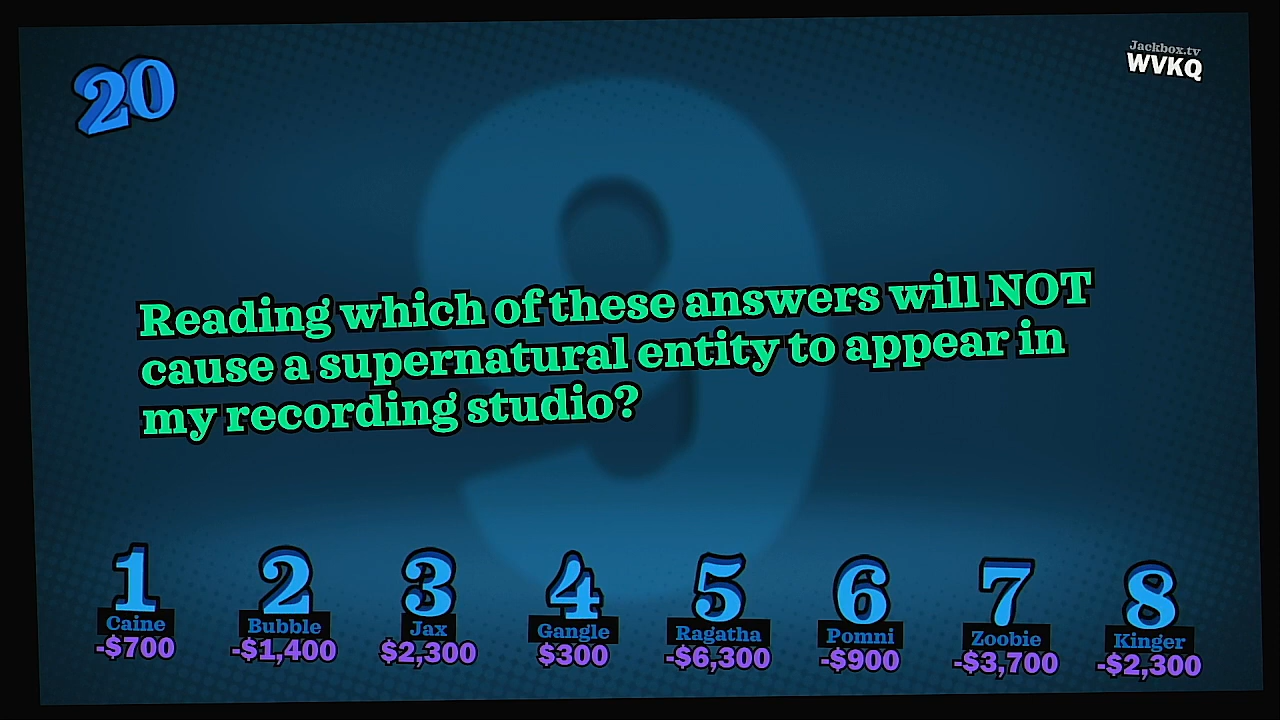 20
Jackbox.tv
WVKQ
9
Reading which of these answers will NOT
cause a supernatural entity to appear in
my recording studio?
1 2 3 4 5 6 7 8
Caine Bubble Jax Gangle Ragatha Pomni Zoobie Kinger
-$700 -$1,400 $2,300 $300 -$6,300 -$900 -$3,700 -$2,300